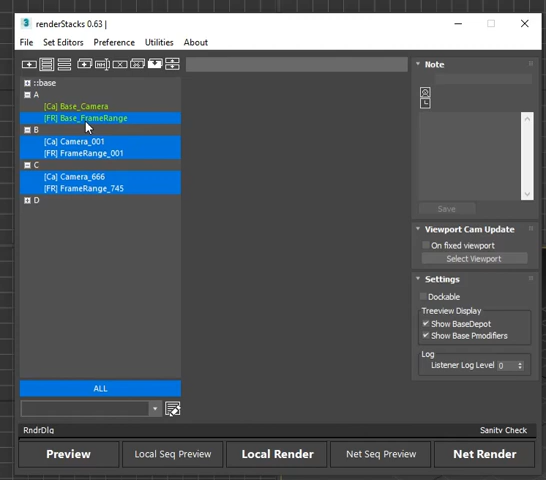 renderStacks 0.63 |
File Set Editors Preference Utilities About
::base
A
[Ca] Base_Camera
[FR] Base_FrameRange
B
[Ca] Camera_001
[FR] FrameRange_001
C
[Ca] Camera_666
[FR] FrameRange_745
D
ALL
Note
Save
Viewport Cam Update
On fixed viewport
Select Viewport
Settings
Dockable
Treeview Display
Show BaseDepot
Show Base Pmodifiers
Log
Listener Log Level 0
RndrDlg
Sanity Check
Preview Local Seq Preview Local Render Net Seq Preview Net Render